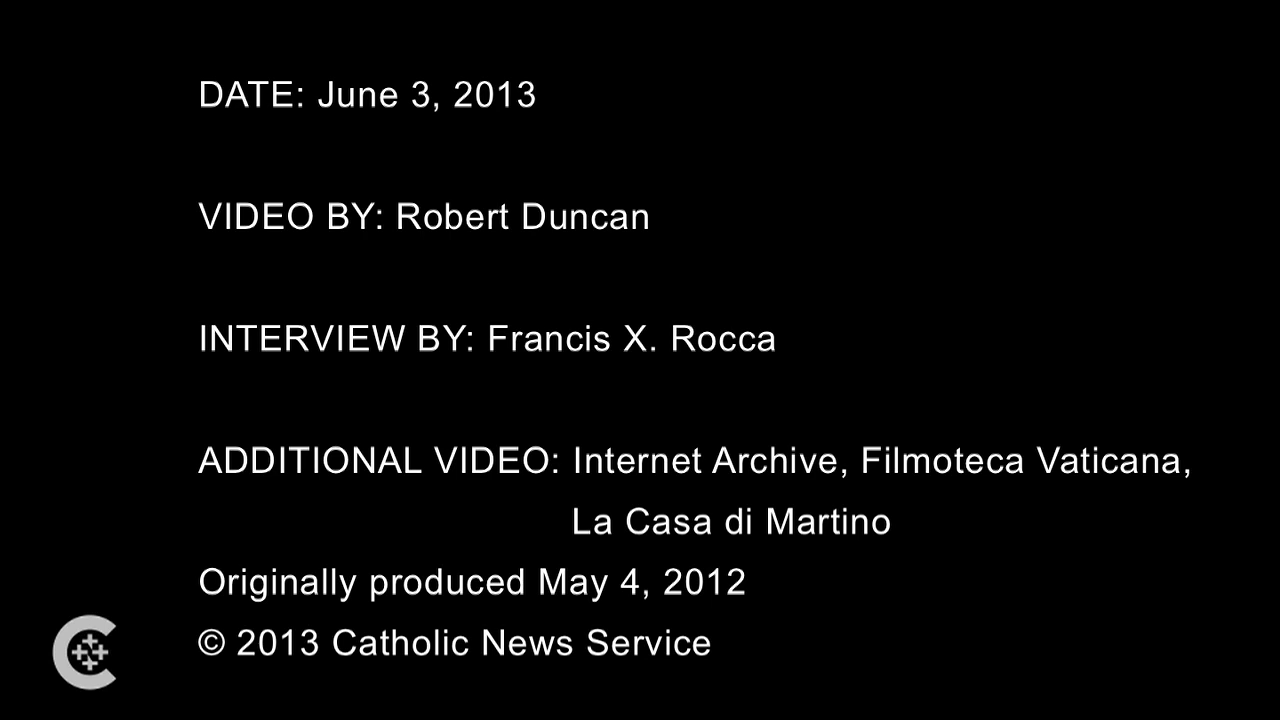 DATE: June 3, 2013
VIDEO BY: Robert Duncan
INTERVIEW BY: Francis X. Rocca
ADDITIONAL VIDEO: Internet Archive, Filmoteca Vaticana,
La Casa di Martino
Originally produced May 4, 2012
© 2013 Catholic News Service